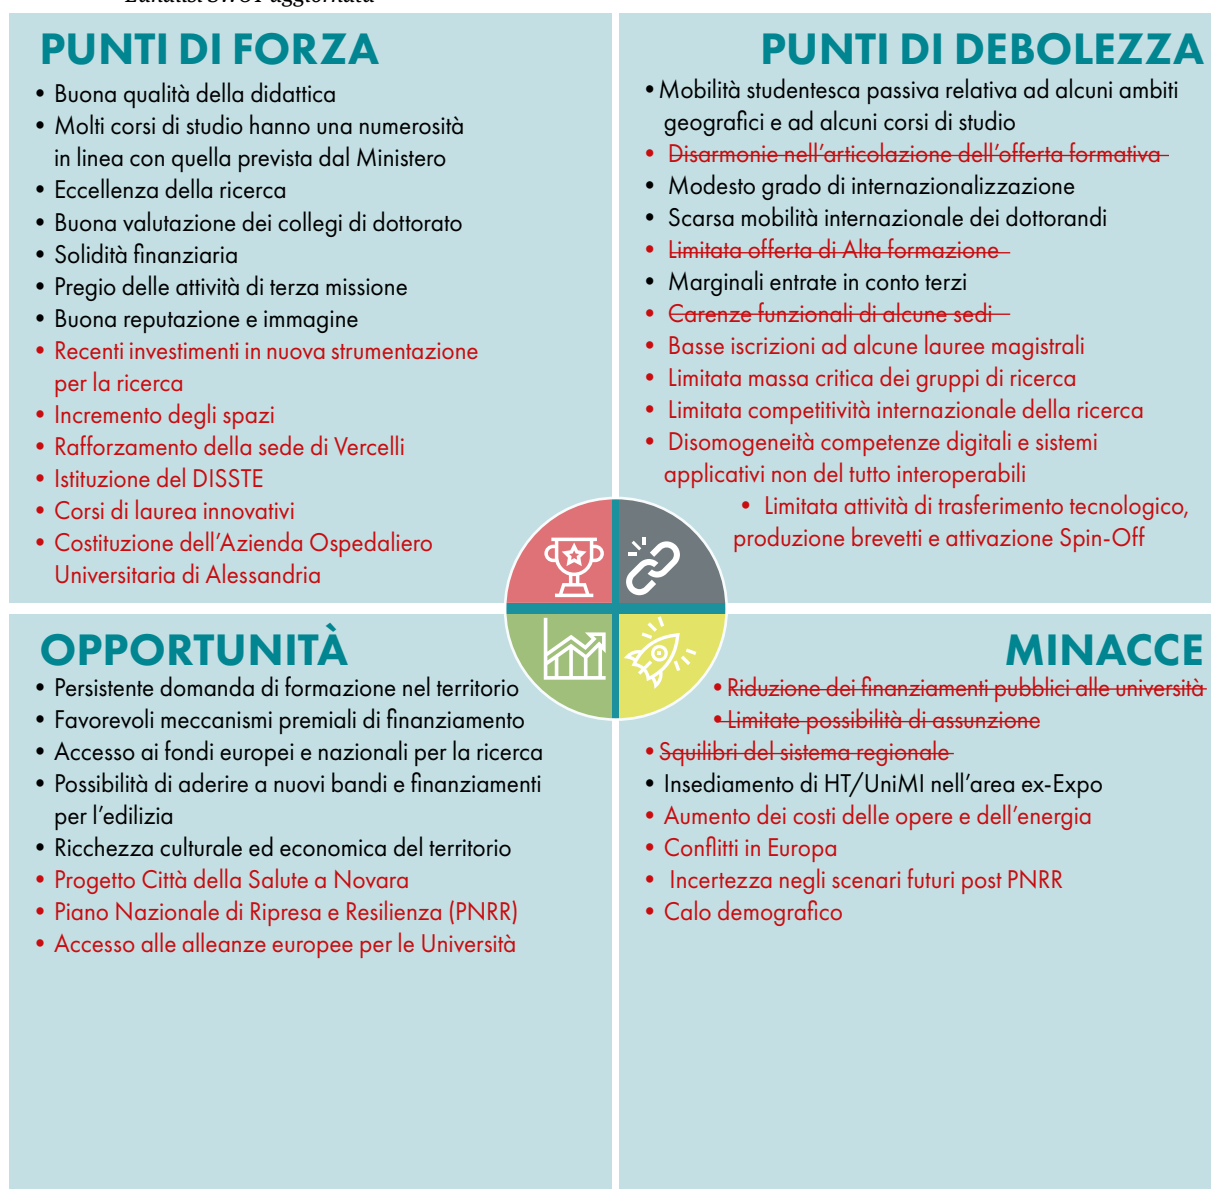 L'analisi SWOT aggiornata
PUNTI DI FORZA
• Buona qualità della didattica
• Molti corsi di studio hanno una numerosità
in linea con quella prevista dal Ministero
• Eccellenza della ricerca
• Buona valutazione dei collegi di dottorato
• Solidità finanziaria
• Pregio delle attività di terza missione
• Buona reputazione e immagine
• Recenti investimenti in nuova strumentazione
per la ricerca
• Incremento degli spazi
• Rafforzamento della sede di Vercelli
• Istituzione del DISSTE
• Corsi di laurea innovativi
• Costituzione dell'Azienda Ospedaliero
Universitaria di Alessandria
PUNTI DI DEBOLEZZA
• Mobilità studentesca passiva relativa ad alcuni ambiti
geografici e ad alcuni corsi di studio
• Disarmonie nell'articolazione dell'offerta formativa
• Modesto grado di internazionalizzazione
• Scarsa mobilità internazionale dei dottorandi
• Limitata offerta di Alta formazione
• Marginali entrate in conto terzi
• Carenze funzionali di alcune sedi
• Basse iscrizioni ad alcune lauree magistrali
• Limitata massa critica dei gruppi di ricerca
• Limitata competitività internazionale della ricerca
• Disomogeneità competenze digitali e sistemi
applicativi non del tutto interoperabili
• Limitata attività di trasferimento tecnologico,
produzione brevetti e attivazione Spin-Off
OPPORTUNITÀ
• Persistente domanda di formazione nel territorio
• Favorevoli meccanismi premiali di finanziamento
• Accesso ai fondi europei e nazionali per la ricerca
• Possibilità di aderire a nuovi bandi e finanziamenti
per l'edilizia
• Ricchezza culturale ed economica del territorio
• Progetto Città della Salute a Novara
• Piano Nazionale di Ripresa e Resilienza (PNRR)
• Accesso alle alleanze europee per le Università
MINACCE
• Riduzione dei finanziamenti pubblici alle università
• Limitate possibilità di assunzione
• Squilibri del sistema regionale
• Insediamento di HT/UniMI nell'area ex-Expo
• Aumento dei costi delle opere e dell'energia
• Conflitti in Europa
• Incertezza negli scenari futuri post PNRR
• Calo demografico